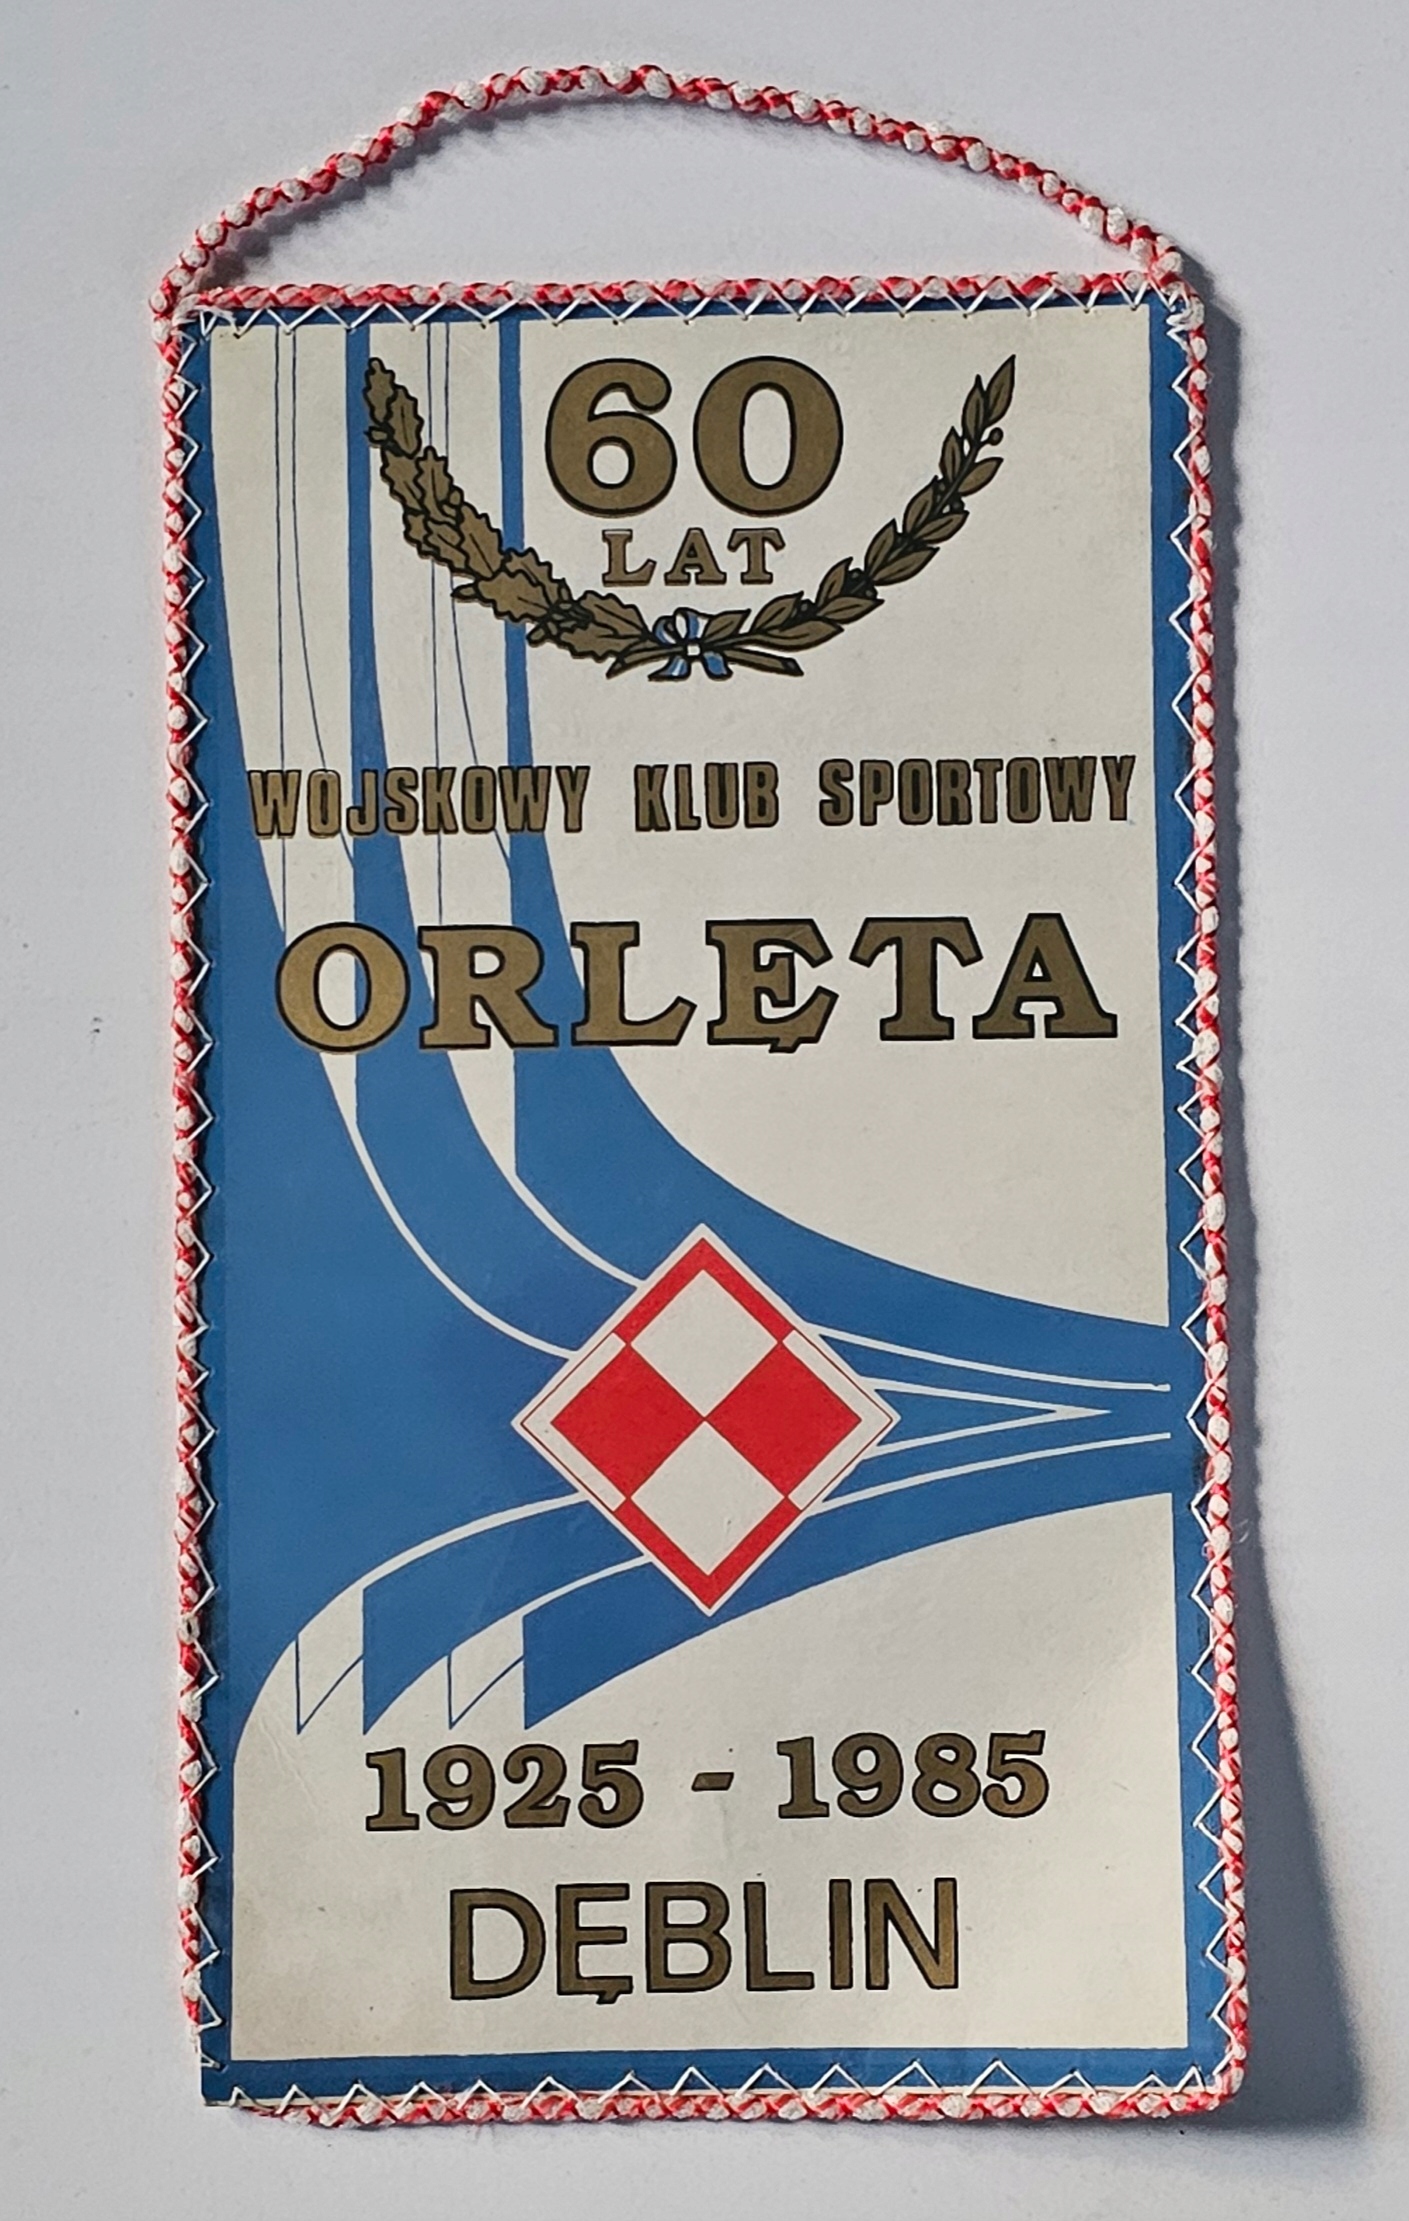 60
LAT
WOJSKOWY KLUB SPORTOWY
ORLĘTA
1925 - 1985
DĘBLIN